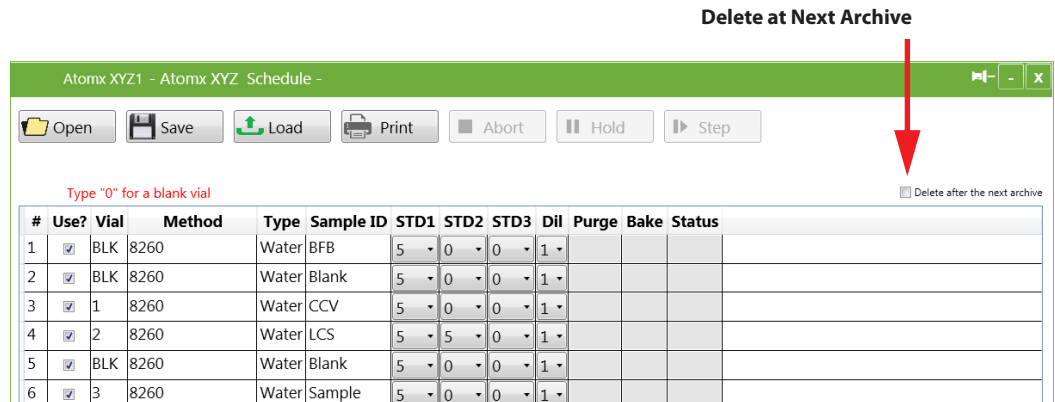 Delete at Next Archive
Atomx XYZ1 - Atomx XYZ Schedule -
- X
Open Save Load Print Abort Hold Step
Type "0" for a blank vial
Delete after the next archive
# Use? Vial Method Type Sample ID STD1 STD2 STD3 Dil Purge Bake Status
1 BLK 8260 Water BFB 5 0 0 1
2 BLK 8260 Water Blank 5 0 0 1
3 1 8260 Water CCV 5 0 0 1
4 2 8260 Water LCS 5 5 0 1
5 BLK 8260 Water Blank 5 0 0 1
6 3 8260 Water Sample 5 0 0 1